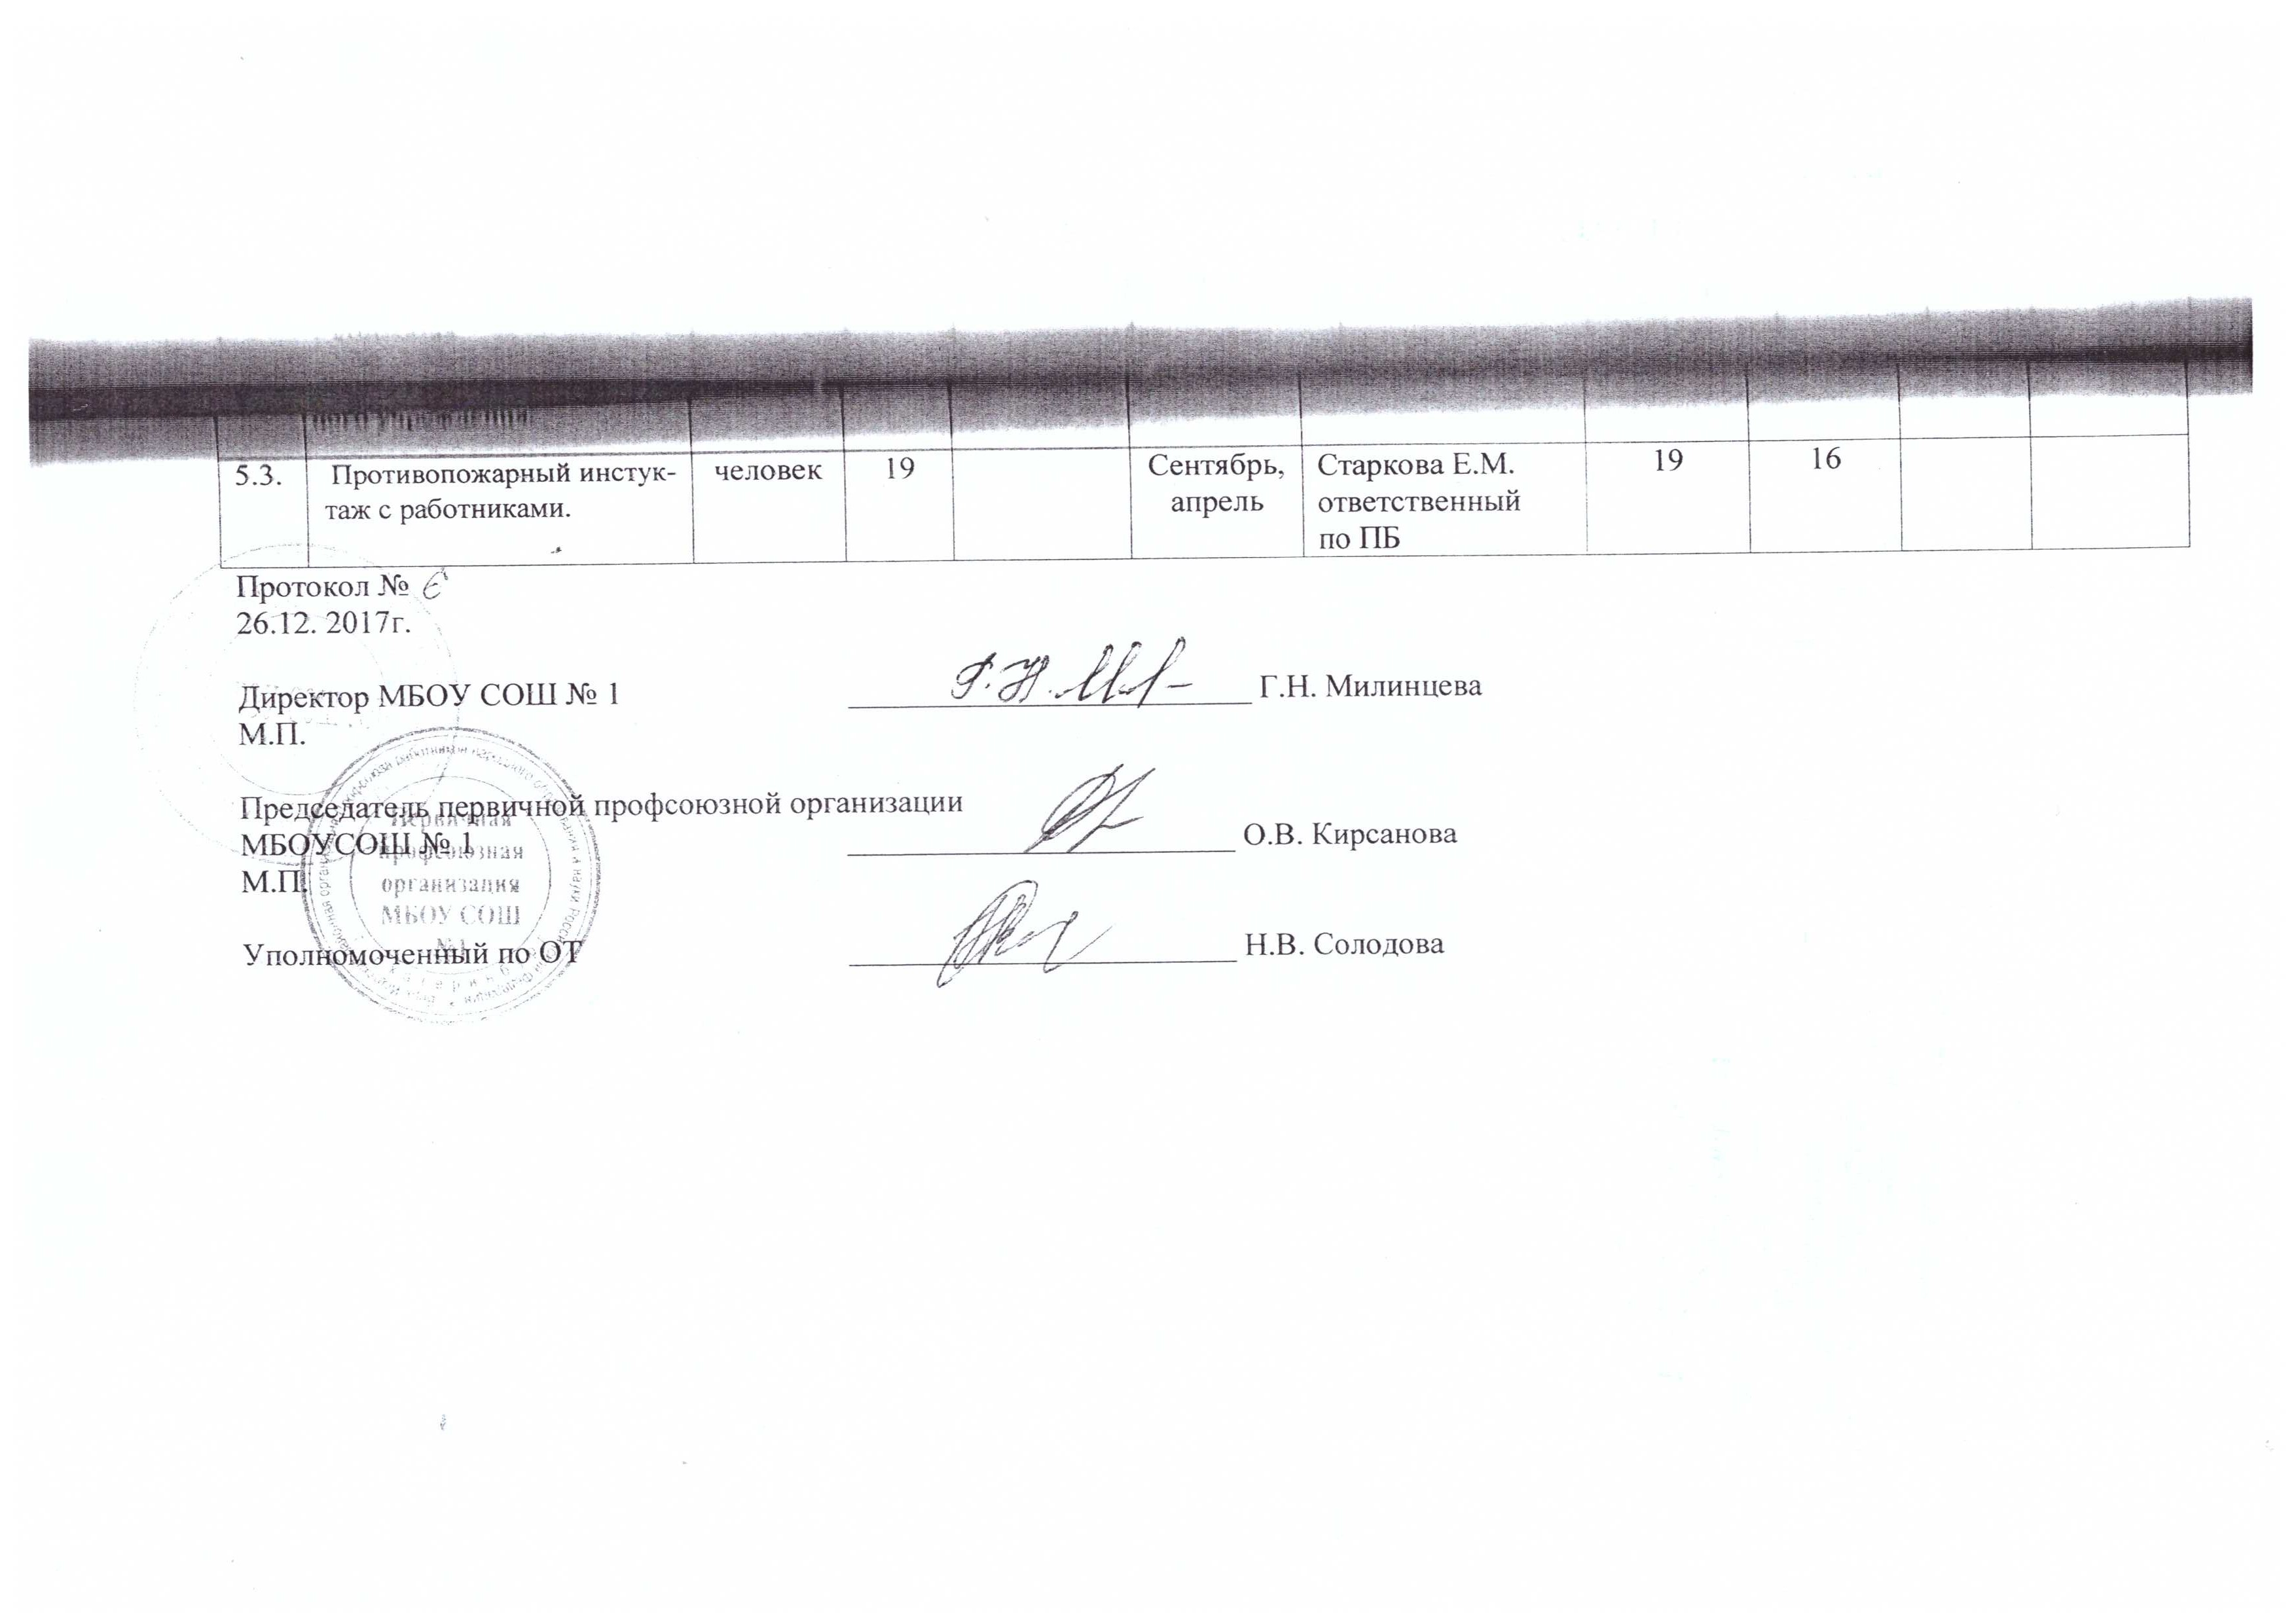 5.3. Противопожарный инстук- человек 19 Сентябрь, Старкова Е.М. 19 16
таж с работниками. апрель ответственный
по ПБ
Протокол №
26.12. 2017г.
Директор МБОУ СОШ № 1 Г.Н. Милинцева
М.П.
Председатель первичной профсоюзной организации
МБОУСОШ № 1 О.В. Кирсанова
М.П.
Уполномоченный по ОТ Н.В. Солодова
Первичная
профсоюзная
организация
МБОУ СОШ
№1